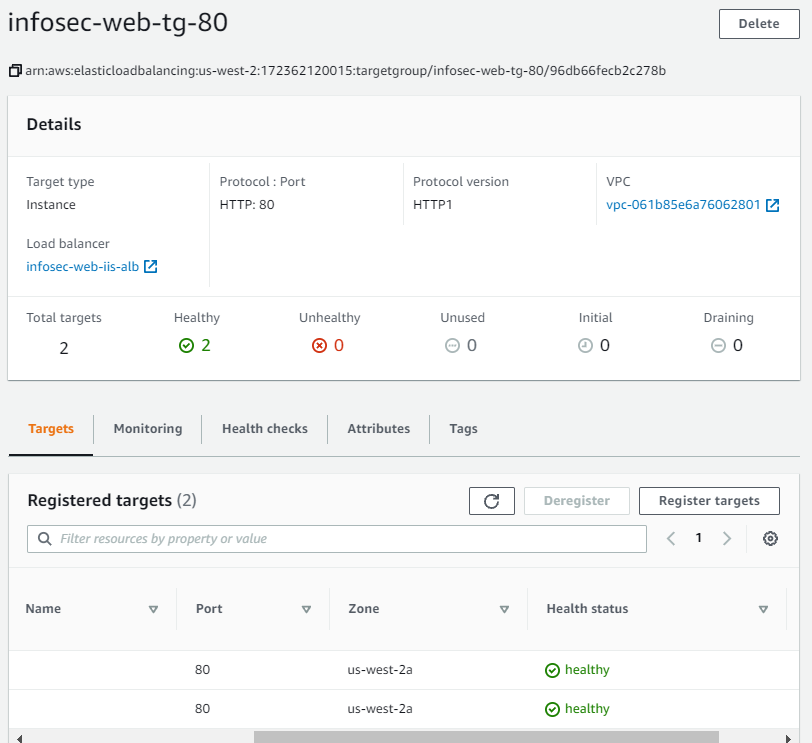 infosec-web-tg-80
Delete
arn:aws:elasticloadbalancing:us-west-2:172362120015:targetgroup/infosec-web-tg-80/96db66fecb2c278b
Details
Target type Protocol : Port Protocol version VPC
Instance HTTP: 80 HTTP1 vpc-061b85e6a76062801
Load balancer
infosec-web-iis-alb
Total targets Healthy Unhealthy Unused Initial Draining
2 2 0 0 0 0
Targets Monitoring Health checks Attributes Tags
Registered targets (2) Deregister Register targets
Filter resources by property or value 1
Name Port Zone Health status
80 us-west-2a healthy
80 us-west-2a healthy